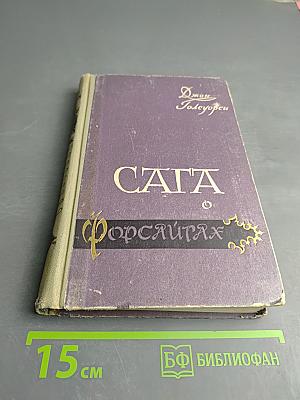 Джон
Голсуорси
САГА
о
Форсайтах
15 см
БФ БИБЛИОФАН